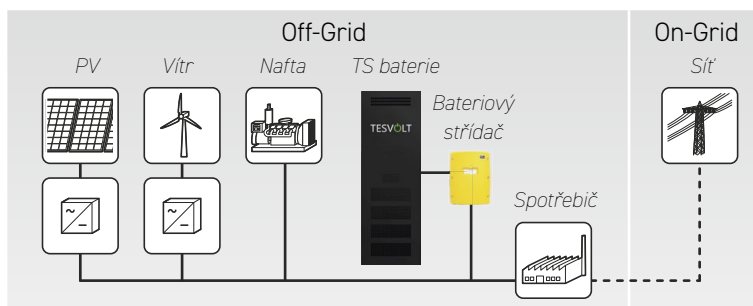 Off-Grid
On-Grid
PV
Vítr
Nafta
TS baterie
Síť
Bateriový
střídač
TESVOLT
Spotřebič